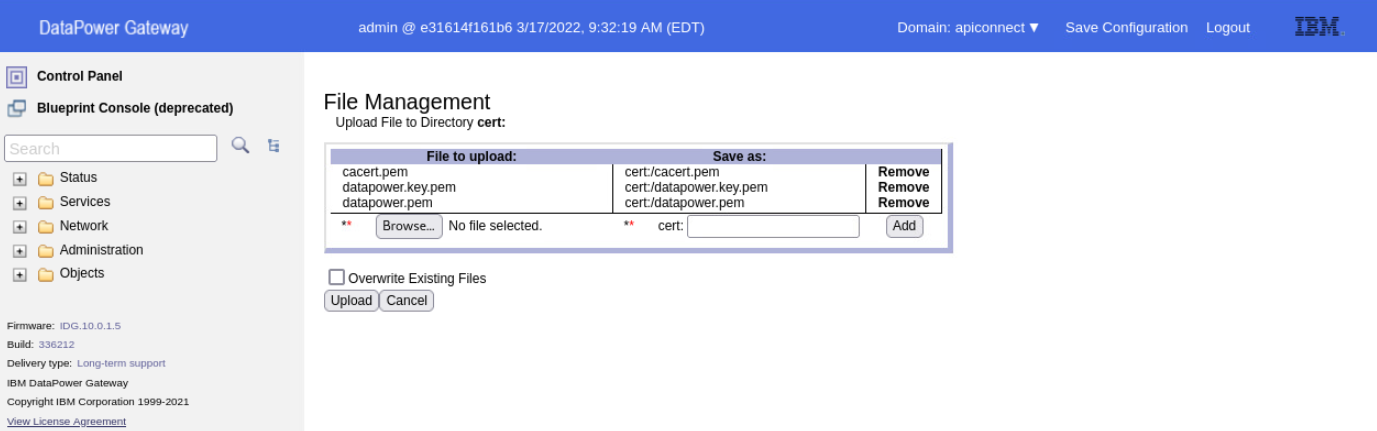 DataPower Gateway
admin @ e31614f161b6 3/17/2022, 9:32:19 AM (EDT)
Domain: apiconnect ▼ Save Configuration Logout
IBM
Control Panel
Blueprint Console (deprecated)
Search
Status
Services
Network
Administration
Objects
Firmware: IDG.10.0.1.5
Build: 336212
Delivery type: Long-term support
IBM DataPower Gateway
Copyright IBM Corporation 1999-2021
View License Agreement
File Management
Upload File to Directory cert:
File to upload: Save as:
cacert.pem cert:/cacert.pem Remove
datapower.key.pem cert:/datapower.key.pem Remove
datapower.pem cert:/datapower.pem Remove
** Browse... No file selected. ** cert: Add
Overwrite Existing Files
Upload Cancel